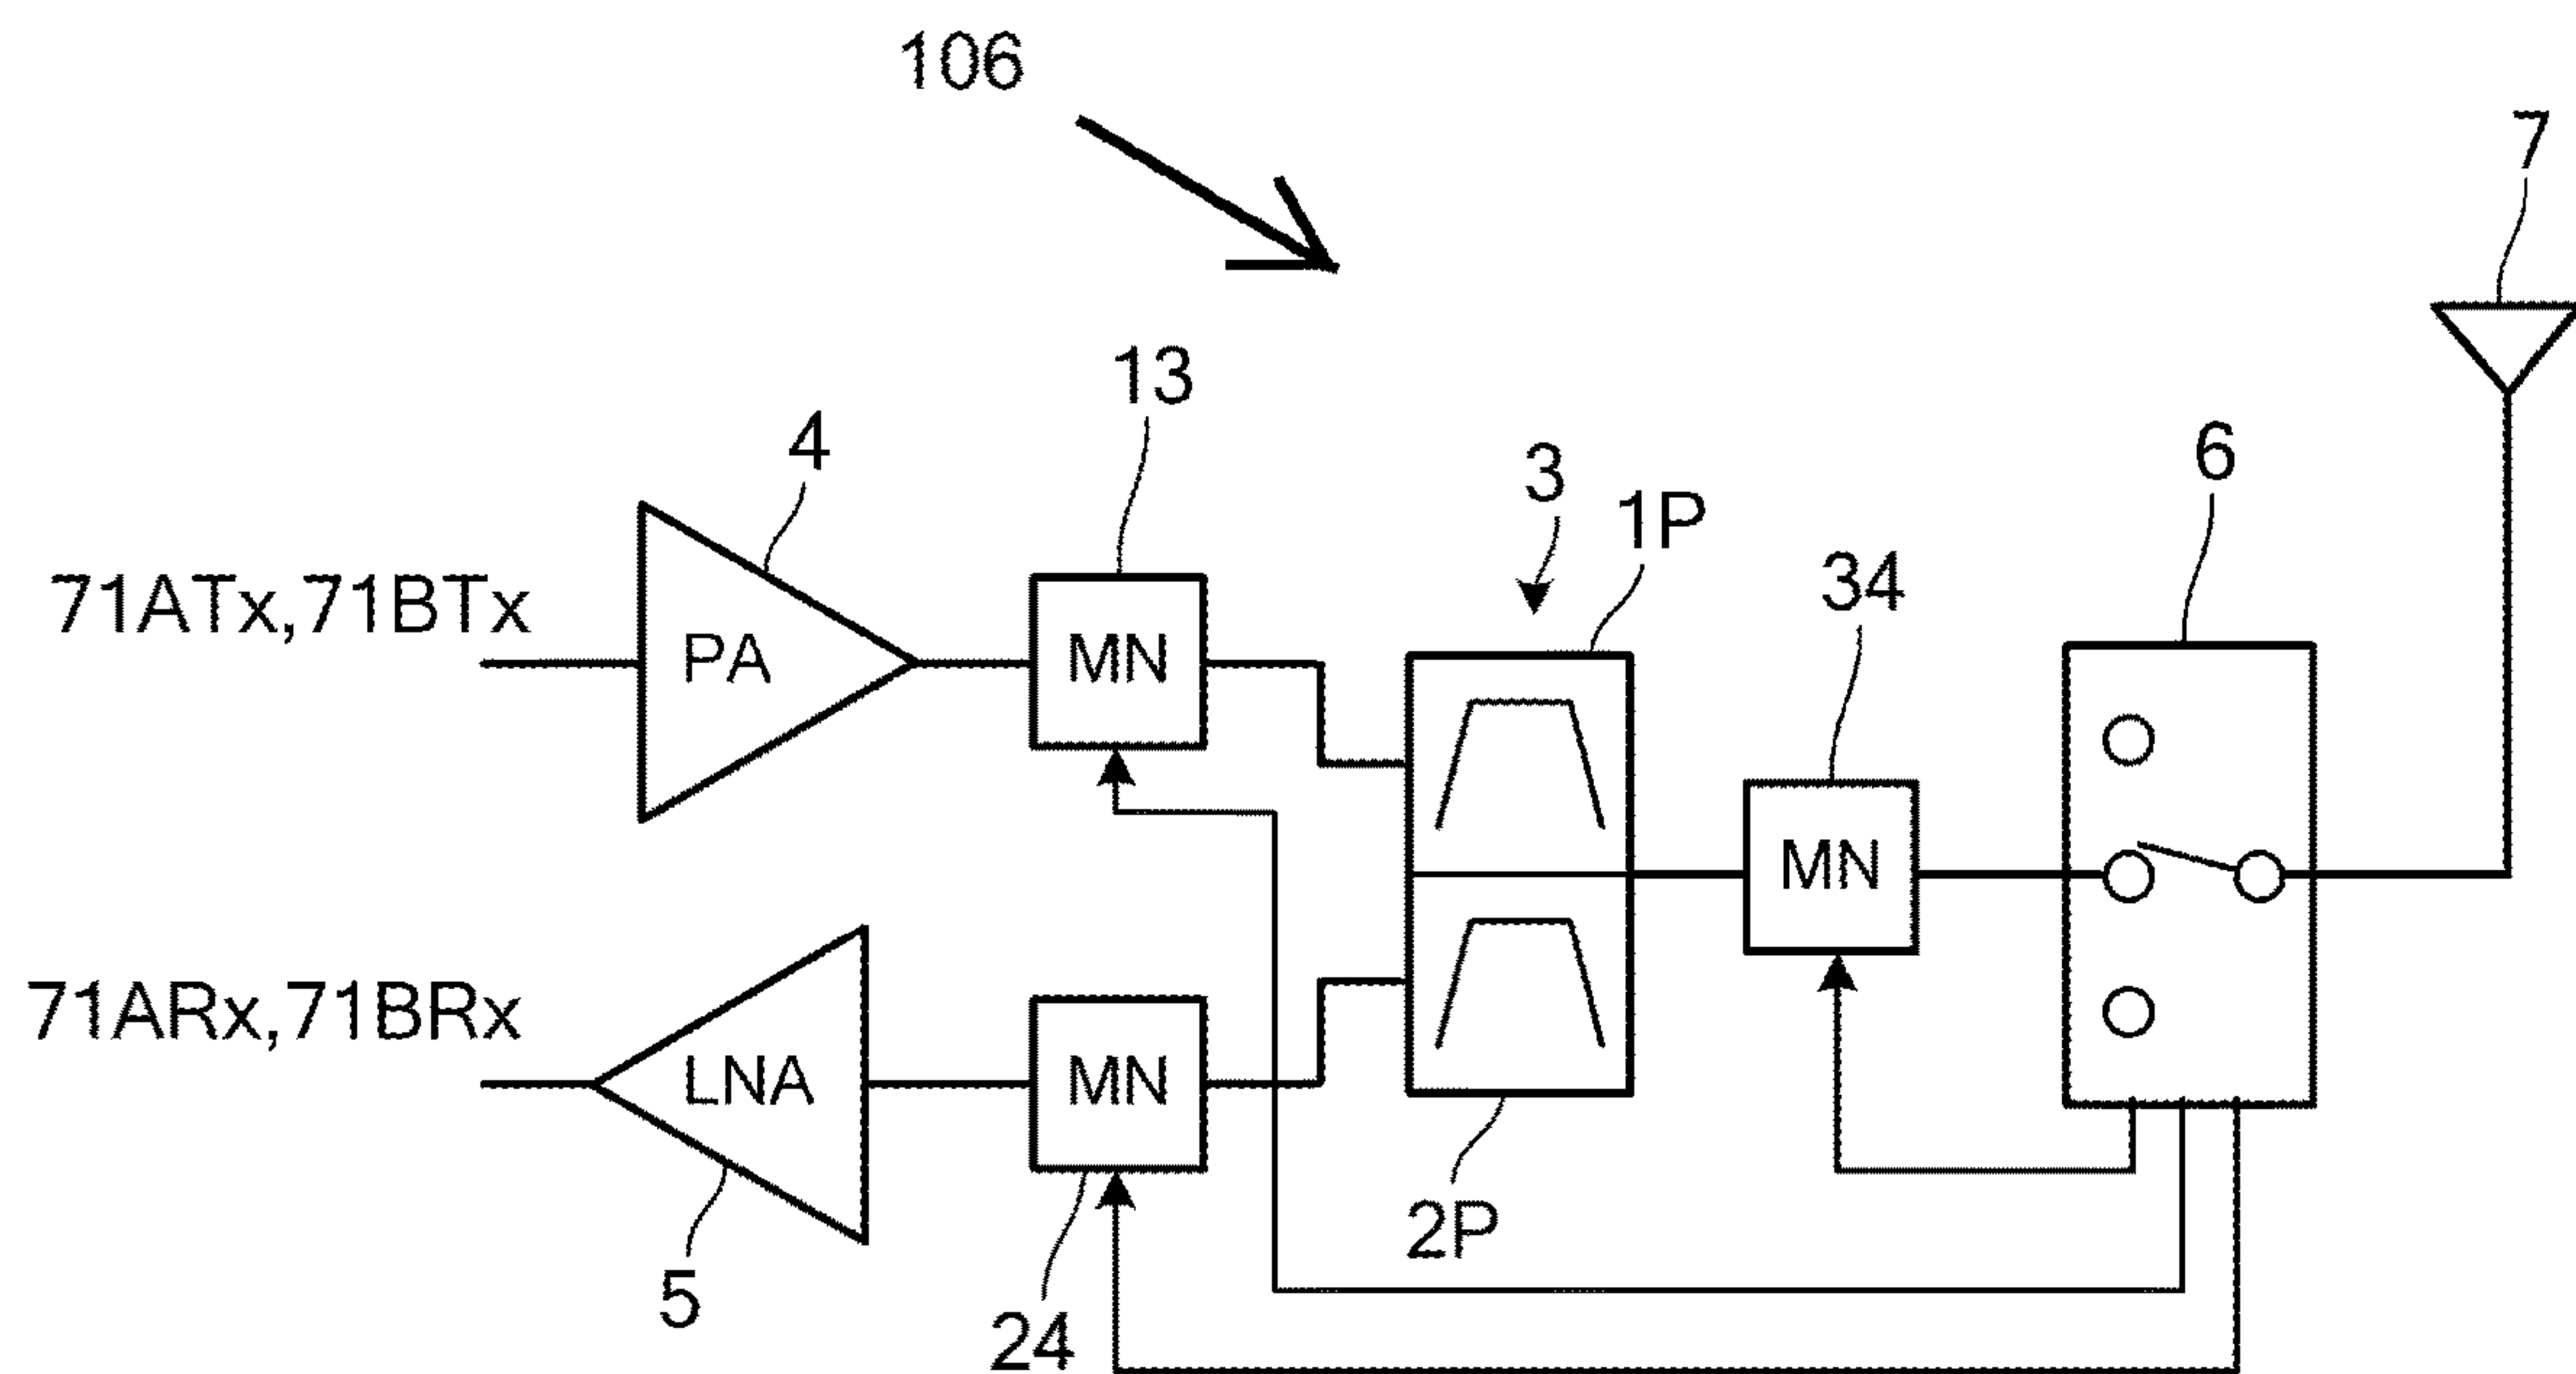 106
7
13
4
6
3
1P
34
71ATx,71BTx
PA
MN
MN
71ARx,71BRx
LNA
MN
2P
5
24